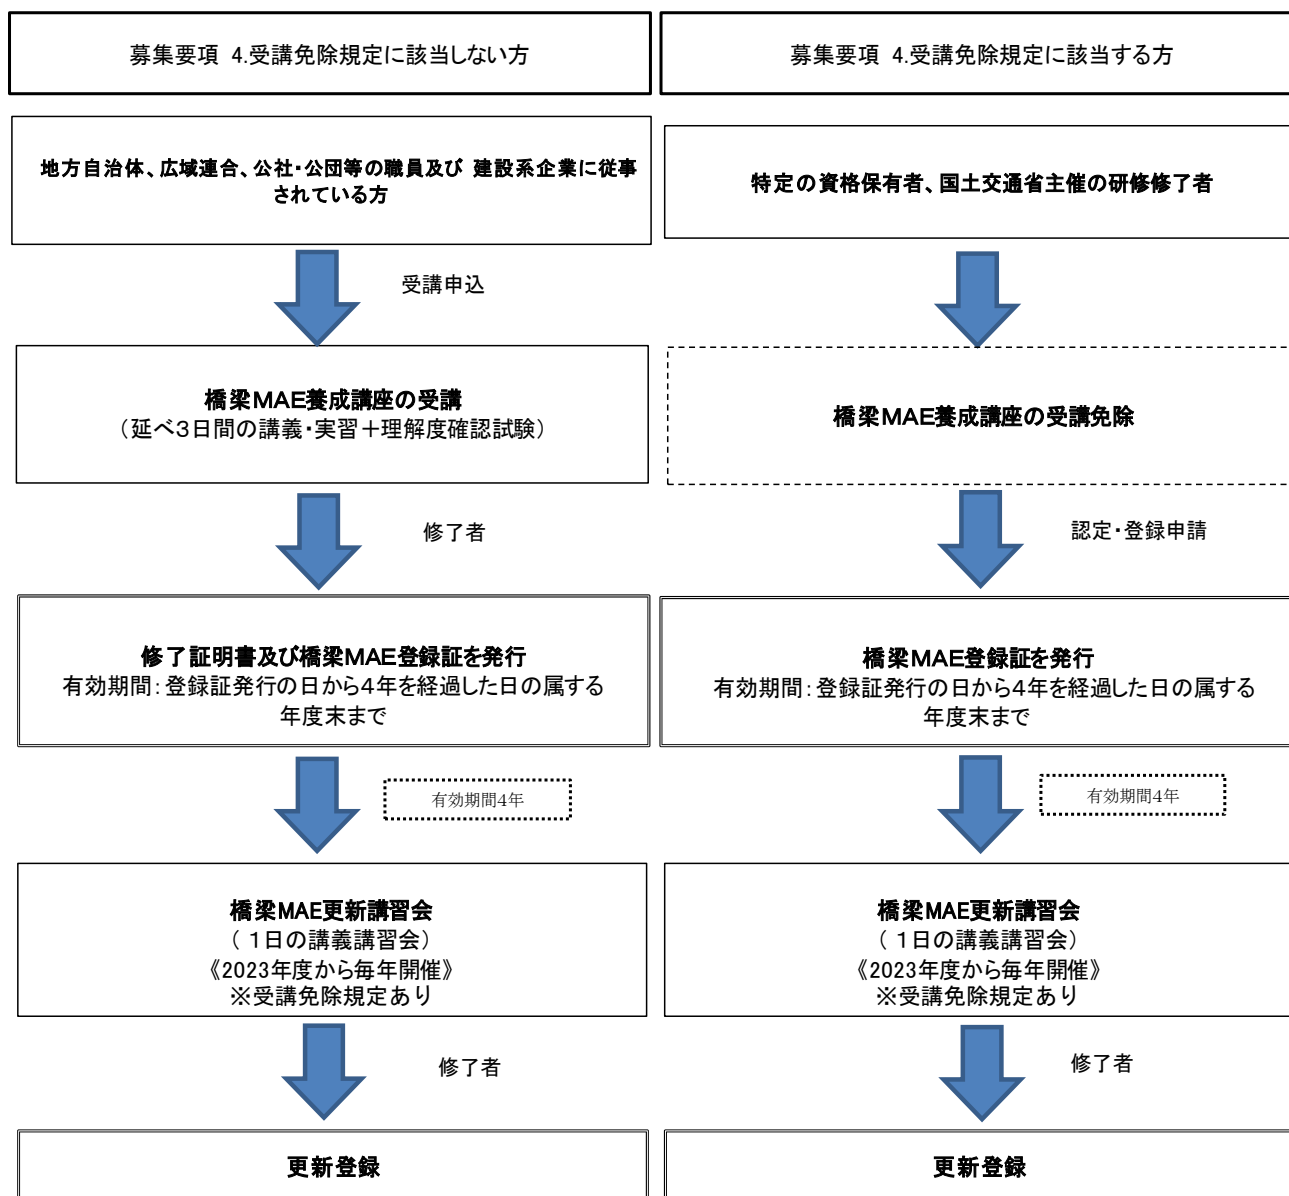 募集要項 4.受講免除規定に該当しない方
地方自治体、広域連合、公社・公団等の職員及び 建設系企業に従事
されている方
受講申込
橋梁MAE養成講座の受講
（延べ3日間の講義・実習＋理解度確認試験）
修了者
修了証明書及び橋梁MAE登録証を発行
有効期間：登録証発行の日から4年を経過した日の属する
年度末まで
有効期間4年
橋梁MAE更新講習会
（ 1日の講義講習会）
《2023年度から毎年開催》
※受講免除規定あり
修了者
更新登録
募集要項 4.受講免除規定に該当する方
特定の資格保有者、国土交通省主催の研修修了者
橋梁MAE養成講座の受講免除
認定・登録申請
橋梁MAE登録証を発行
有効期間：登録証発行の日から4年を経過した日の属する
年度末まで
有効期間4年
橋梁MAE更新講習会
（ 1日の講義講習会）
《2023年度から毎年開催》
※受講免除規定あり
修了者
更新登録